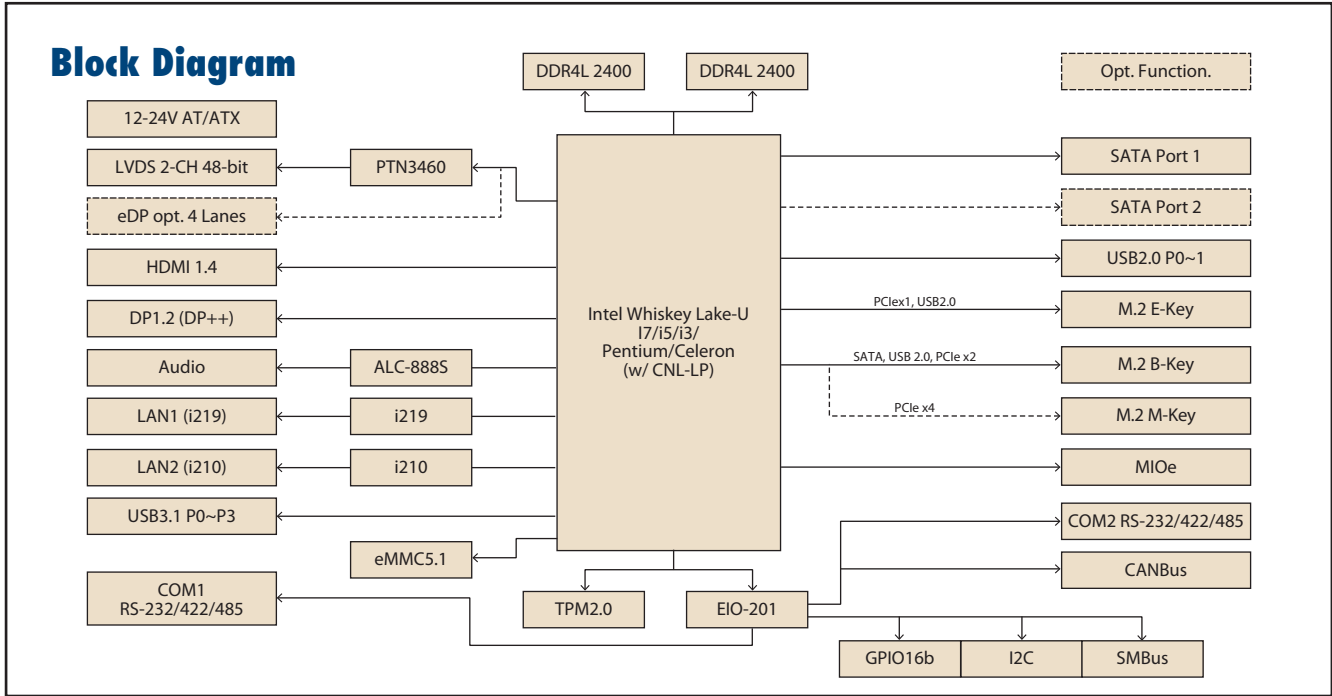 Block Diagram
DDR4L 2400
DDR4L 2400
Opt. Function.
12-24V AT/ATX
LVDS 2-CH 48-bit
PTN3460
eDP opt. 4 Lanes
HDMI 1.4
DP1.2 (DP++)
Audio
ALC-888S
LAN1 (i219)
i219
LAN2 (i210)
i210
USB3.1 P0~P3
eMMC5.1
COM1
RS-232/422/485
Intel Whiskey Lake-U
I7/i5/i3/
Pentium/Celeron
(w/ CNL-LP)
TPM2.0
EIO-201
SATA Port 1
SATA Port 2
USB2.0 P0~1
PCIex1, USB2.0
M.2 E-Key
SATA, USB 2.0, PCIe x2
M.2 B-Key
PCIe x4
M.2 M-Key
MIOe
COM2 RS-232/422/485
CANBus
GPIO16b
I2C
SMBus